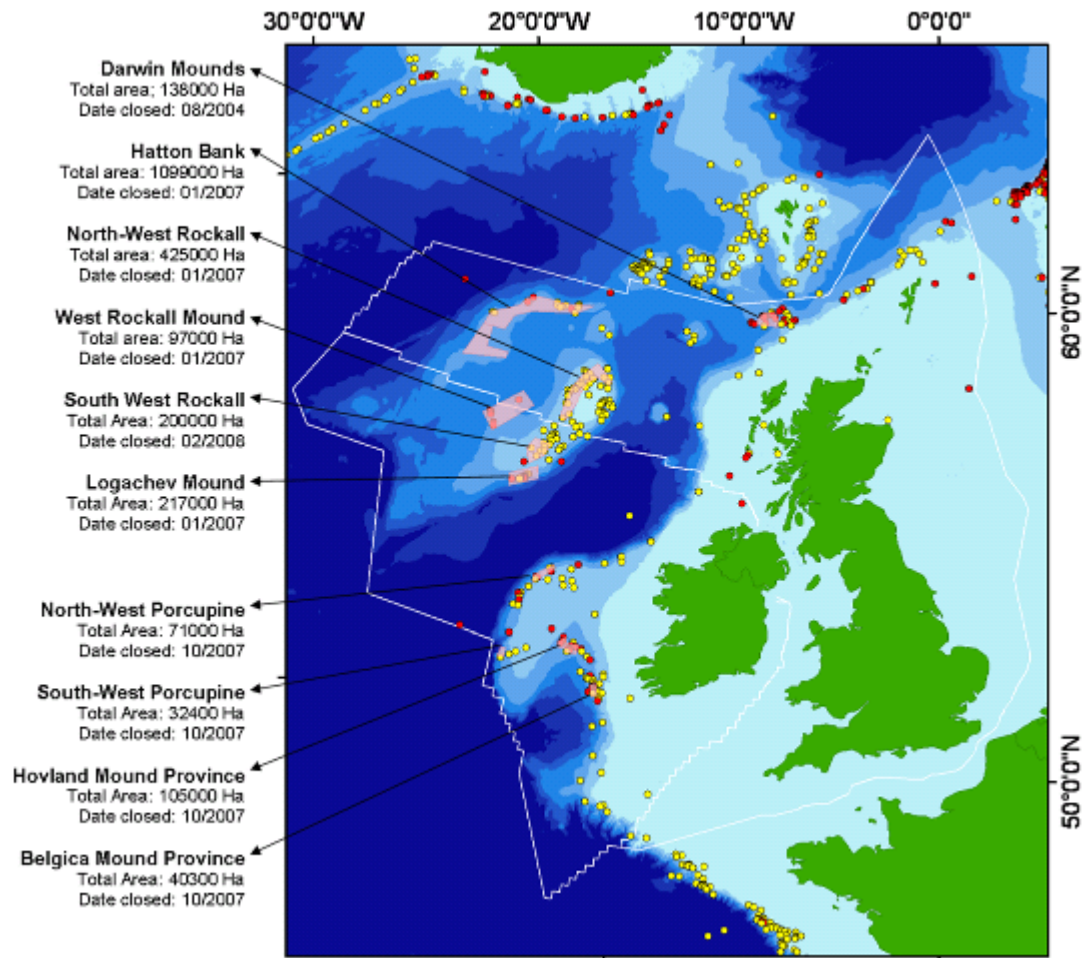 30°0'0"W 20°0'0"W 10°0'0"W 0°0'0"
Darwin Mounds
Total area: 138000 Ha
Date closed: 08/2004
Hatton Bank
Total area: 1099000 Ha
Date closed: 01/2007
North-West Rockall
Total area: 425000 Ha
Date closed: 01/2007
West Rockall Mound
Total area: 97000 Ha
Date closed: 01/2007
South West Rockall
Total Area: 200000 Ha
Date closed: 02/2008
Logachev Mound
Total Area: 217000 Ha
Date closed: 01/2007
North-West Porcupine
Total Area: 71000 Ha
Date closed: 10/2007
South-West Porcupine
Total Area: 32400 Ha
Date closed: 10/2007
Hovland Mound Province
Total Area: 105000 Ha
Date closed: 10/2007
Belgica Mound Province
Total Area: 40300 Ha
Date closed: 10/2007
60°0'0"N
50°0'0"N